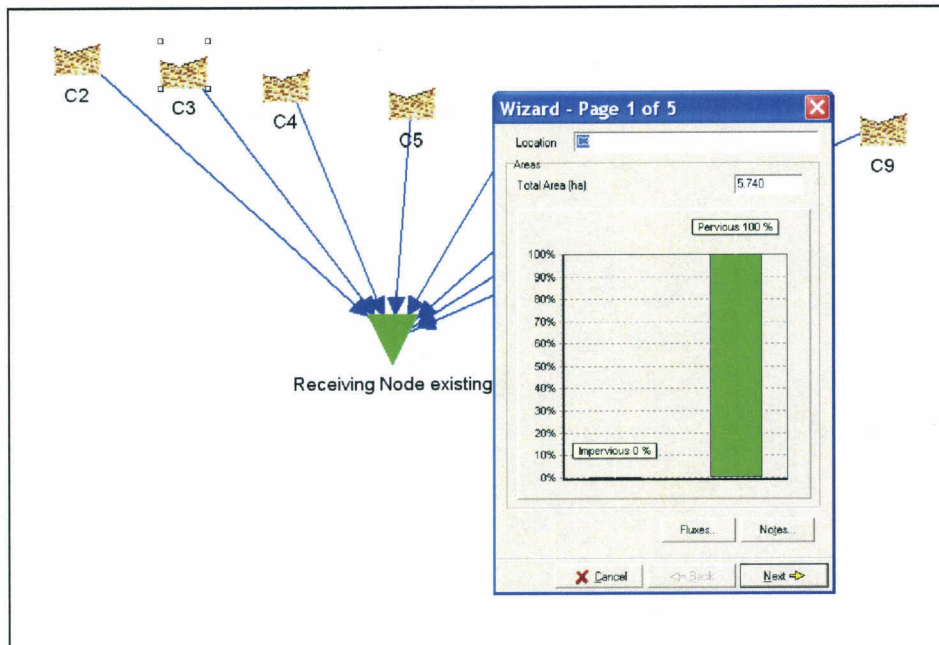 C2
C3
C4
C5
C9
Receiving Node existing
Wizard - Page 1 of 5
Location
Areas
Total Area (ha)
5.740
Pervious 100 %
100%
90%
80%
70%
60%
50%
40%
30%
20%
10%
0%
Impervious 0 %
Fluxes...
Notes...
Cancel
Back
Next